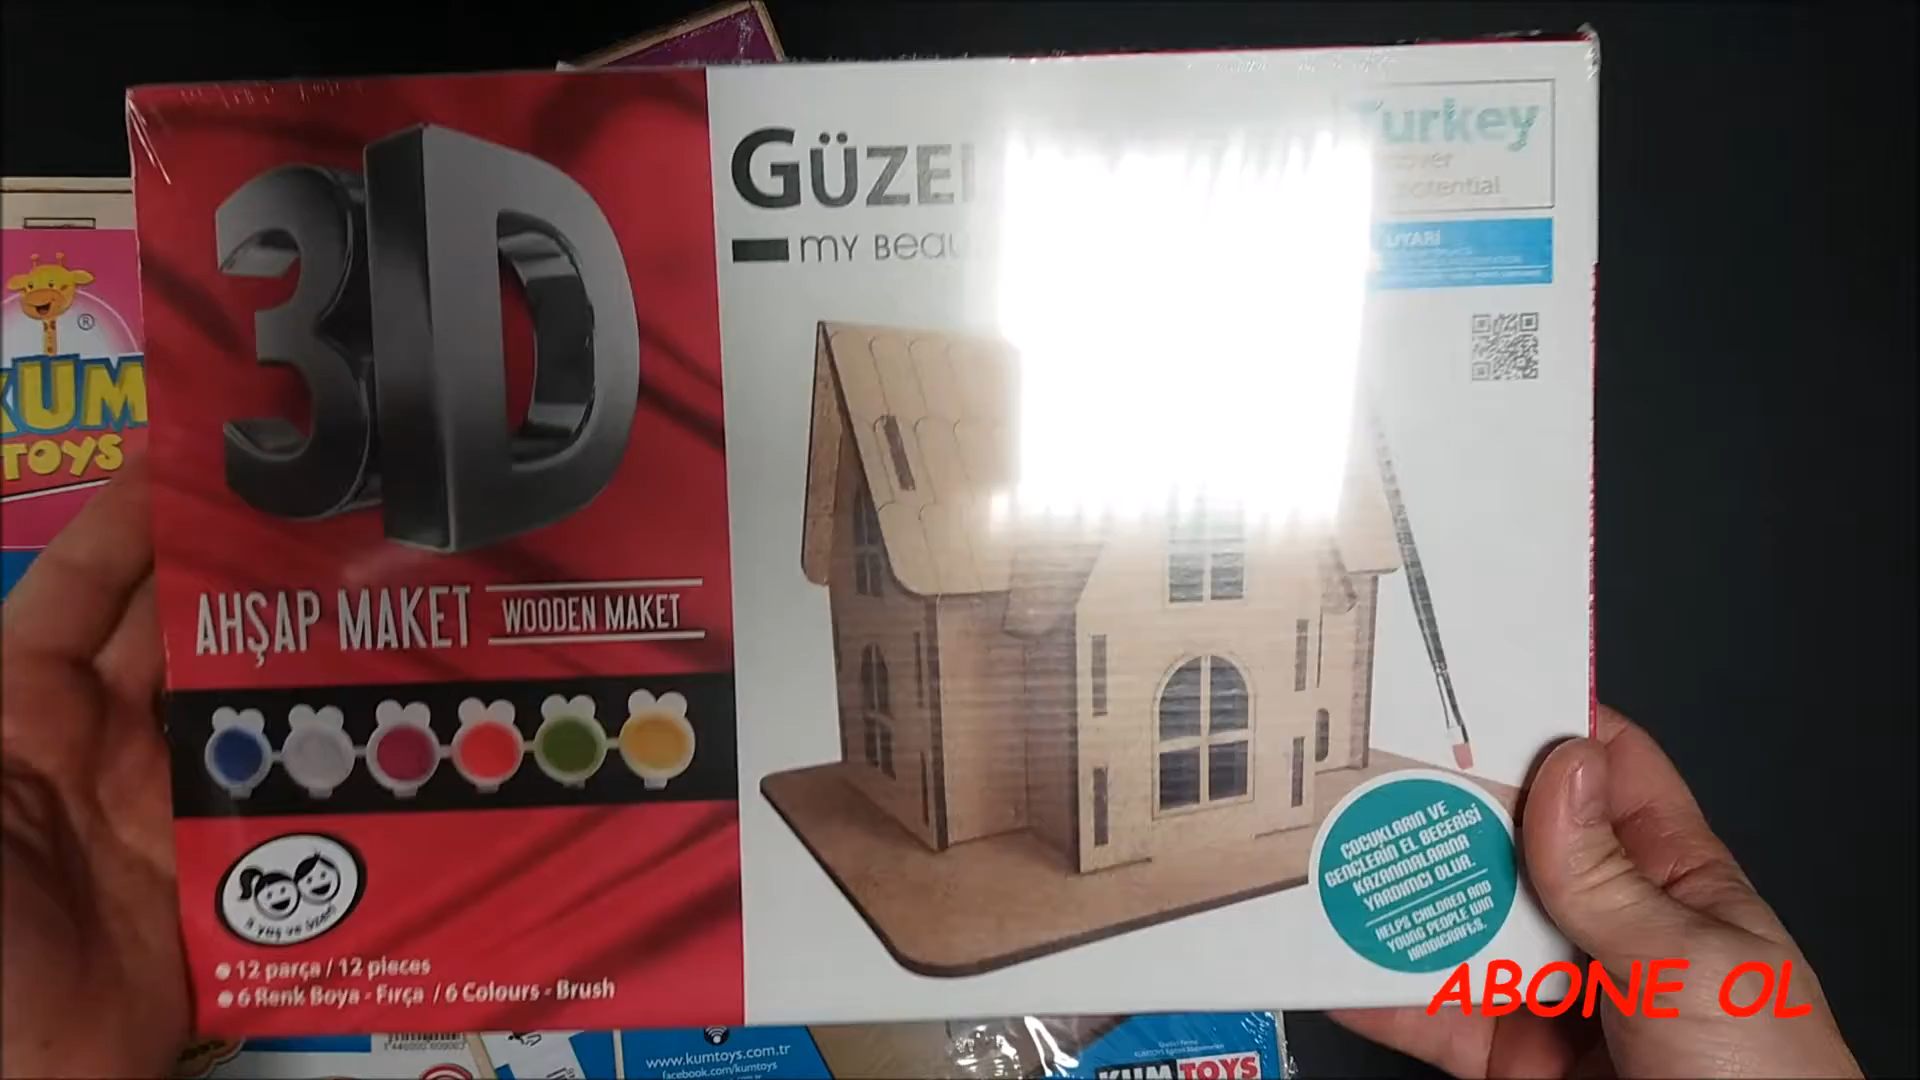 3D
AHŞAP MAKET
WOODEN MAKET
12 parça / 12 pieces
6 Renk Boya - Fırça / 6 Colours - Brush
GÜZEL
MY BEAU
Turkey
potential
UYARI
ÇOCUKLARIN VE
GENÇLERİN EL BECERİSİ
KAZANMALARINA
YARDIMCI OLUR.
HELPS CHILDREN AND
YOUNG PEOPLE WIN
HANDICRAFTS.
KUM
TOYS
®
www.kumtoys.com.tr
facebook.com/kumtoys
KUM TOYS
ABONE OL